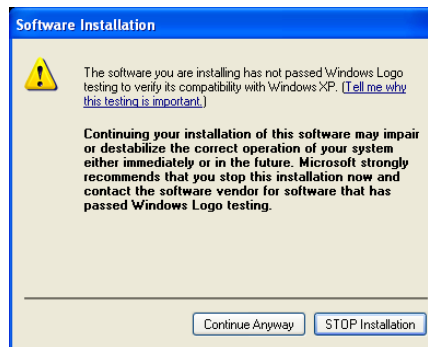 Software Installation
The software you are installing has not passed Windows Logo
testing to verify its compatibility with Windows XP. (Tell me why
this testing is important.)
Continuing your installation of this software may impair
or destabilize the correct operation of your system
either immediately or in the future. Microsoft strongly
recommends that you stop this installation now and
contact the software vendor for software that has
passed Windows Logo testing.
Continue Anyway STOP Installation